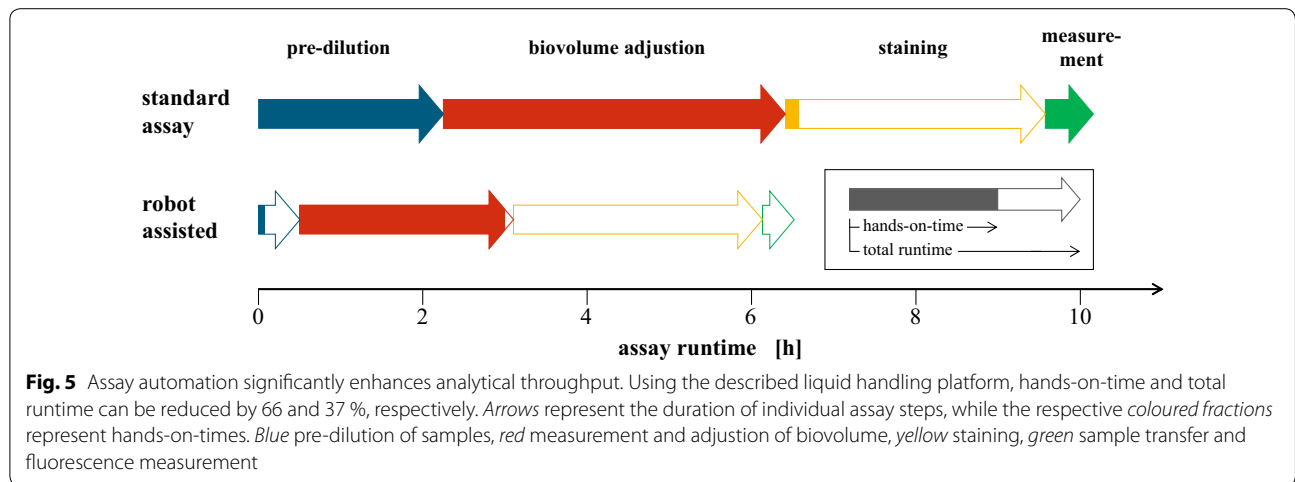 pre-dilution biovolume adjustion staining measure-
ment
standard
assay
robot
assisted
hands-on-time
total runtime
0 2 4 6 8 10
assay runtime [h]
Fig. 5 Assay automation significantly enhances analytical throughput. Using the described liquid handling platform, hands-on-time and total
runtime can be reduced by 66 and 37 %, respectively. Arrows represent the duration of individual assay steps, while the respective coloured fractions
represent hands-on-times. Blue pre-dilution of samples, red measurement and adjustion of biovolume, yellow staining, green sample transfer and
fluorescence measurement